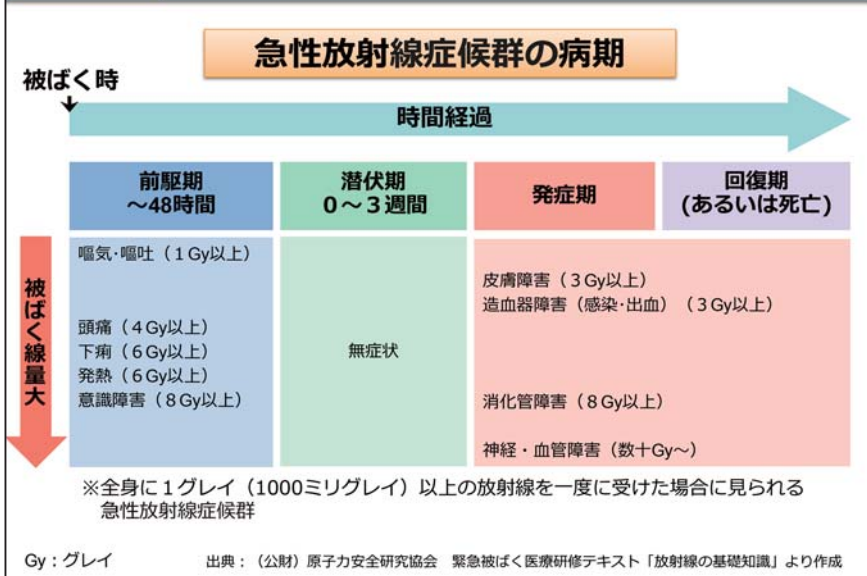 急性放射線症候群の病期
被ばく時
時間経過
前駆期
～48時間
潜伏期
０～３週間
発症期
回復期
(あるいは死亡)
被ばく線量大
嘔気･嘔吐（１Gy以上）
頭痛（４Gy以上）
下痢（６Gy以上）
発熱（６Gy以上）
意識障害（８Gy以上）
無症状
皮膚障害（３Gy以上）
造血器障害（感染･出血）（３Gy以上）
消化管障害（８Gy以上）
神経・血管障害（数十Gy～）
※全身に１グレイ（1000ミリグレイ）以上の放射線を一度に受けた場合に見られる
急性放射線症候群
Gy：グレイ
出典：（公財）原子力安全研究協会　緊急被ばく医療研修テキスト「放射線の基礎知識」より作成